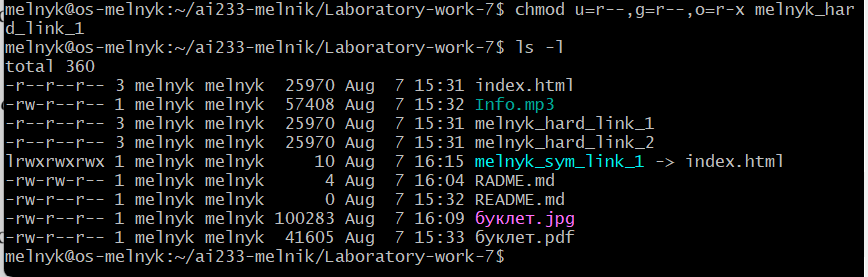 melnyk@os-melnyk:~/ai233-melnik/Laboratory-work-7$ chmod u=r--,g=r--,o=r-x melnyk_har
d_link_1
melnyk@os-melnyk:~/ai233-melnik/Laboratory-work-7$ ls -l
total 360
-r--r--r-- 3 melnyk melnyk  25970 Aug  7 15:31 index.html
-rw-r--r-- 1 melnyk melnyk  57408 Aug  7 15:32 Info.mp3
-r--r--r-- 3 melnyk melnyk  25970 Aug  7 15:31 melnyk_hard_link_1
-r--r--r-- 3 melnyk melnyk  25970 Aug  7 15:31 melnyk_hard_link_2
lrwxrwxrwx 1 melnyk melnyk     10 Aug  7 16:15 melnyk_sym_link_1 -> index.html
-rw-rw-r-- 1 melnyk melnyk      4 Aug  7 16:04 RADME.md
-rw-r--r-- 1 melnyk melnyk      0 Aug  7 15:32 README.md
-rw-r--r-- 1 melnyk melnyk 100283 Aug  7 16:09 буклет.jpg
-rw-r--r-- 1 melnyk melnyk  41605 Aug  7 15:33 буклет.pdf
melnyk@os-melnyk:~/ai233-melnik/Laboratory-work-7$